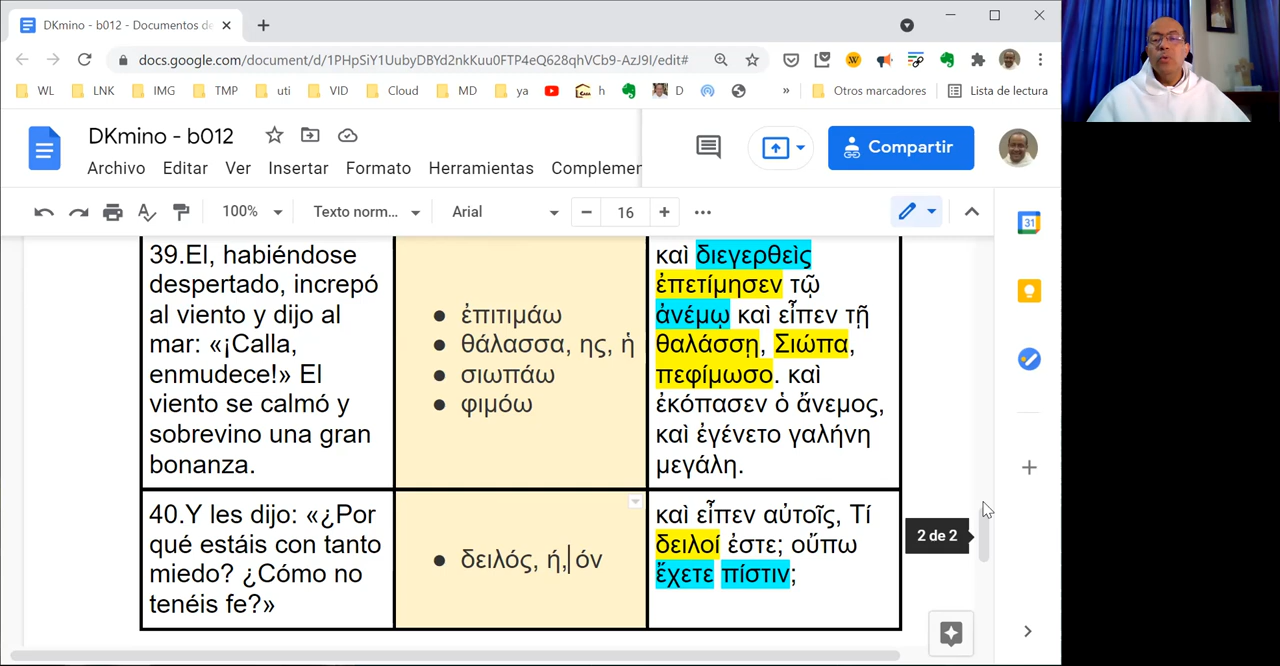 DKmino - b012 - Documentos de
docs.google.com/document/d/1PHpSiY1UubyDBYd2nkKuu0FTP4eQ628qhVCb9-AzJ9I/edit#
WL LNK IMG TMP uti VID Cloud MD ya h D » Otros marcadores Lista de lectura
DKmino - b012
Compartir
Archivo Editar Ver Insertar Formato Herramientas Complemen
100% Texto norm... Arial 16
31
39.El, habiéndose
despertado, increpó
al viento y dijo al
mar: «¡Calla,
enmudece!» El
viento se calmó y
sobrevino una gran
bonanza.
● ἐπιτιμάω
● θάλασσα, ης, ἡ
● σιωπάω
● φιμόω
καὶ διεγερθεὶς
ἐπετίμησεν τῷ
ἀνέμῳ καὶ εἶπεν τῇ
θαλάσσῃ, Σιώπα,
πεφίμωσο. καὶ
ἐκόπασεν ὁ ἄνεμος,
καὶ ἐγένετο γαλήνη
μεγάλη.
40.Y les dijo: «¿Por
qué estáis con tanto
miedo? ¿Cómo no
tenéis fe?»
● δειλός, ή, όν
καὶ εἶπεν αὐτοῖς, Τί
δειλοί ἐστε; οὔπω
ἔχετε πίστιν;
2 de 2